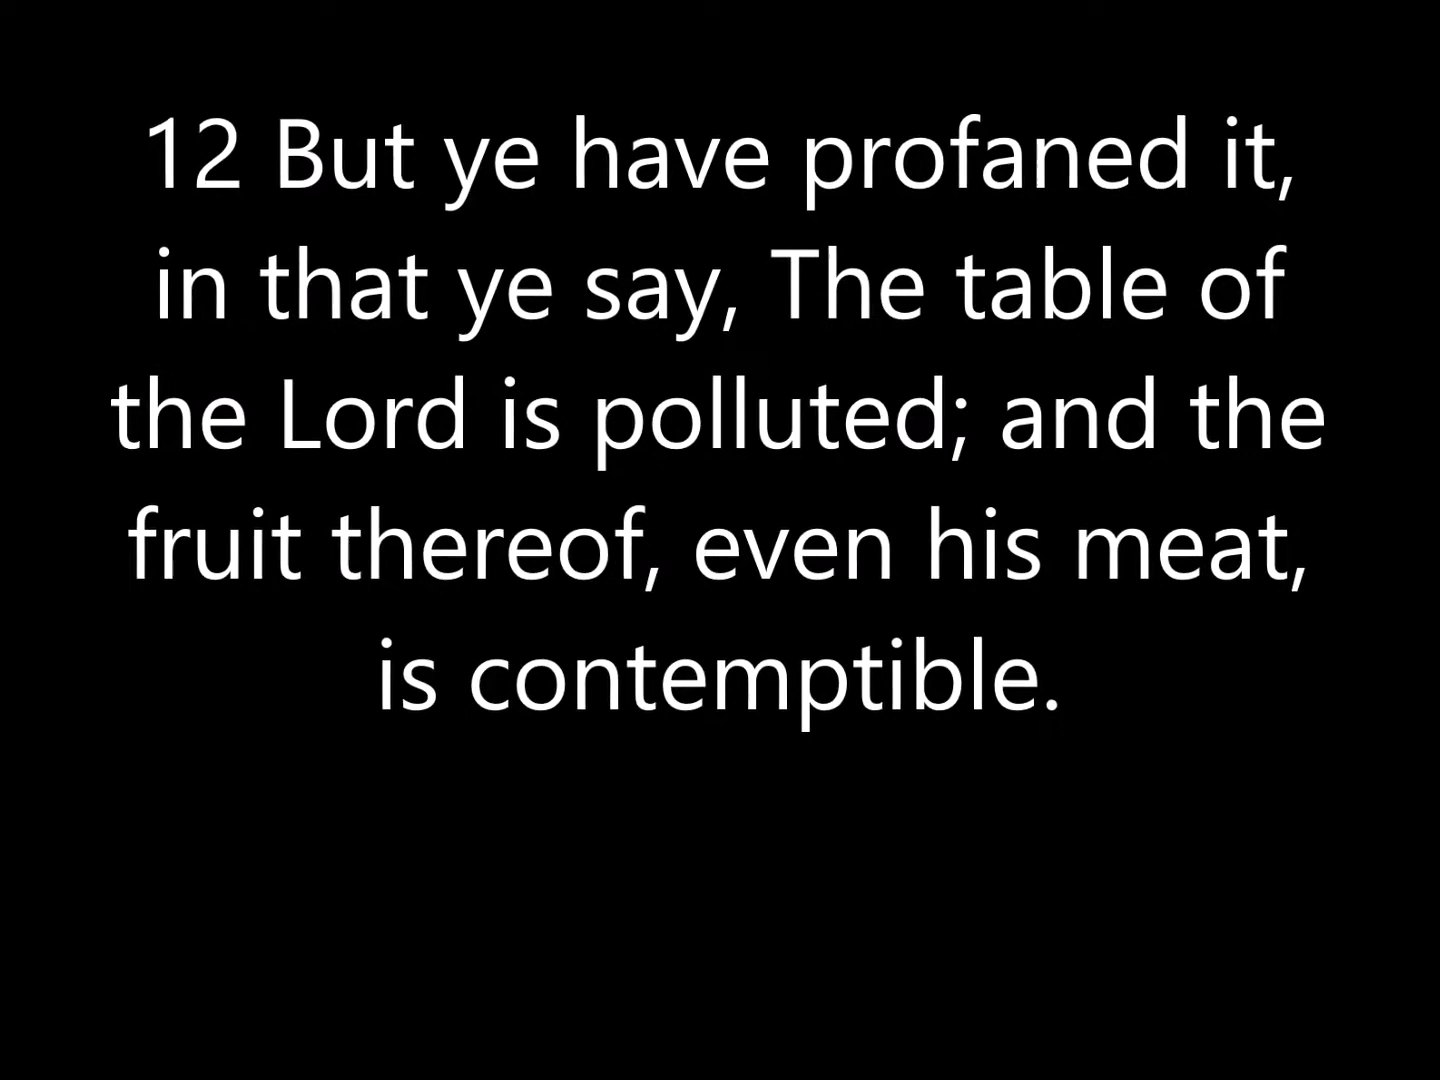 12 But ye have profaned it,
in that ye say, The table of
the Lord is polluted; and the
fruit thereof, even his meat,
is contemptible.